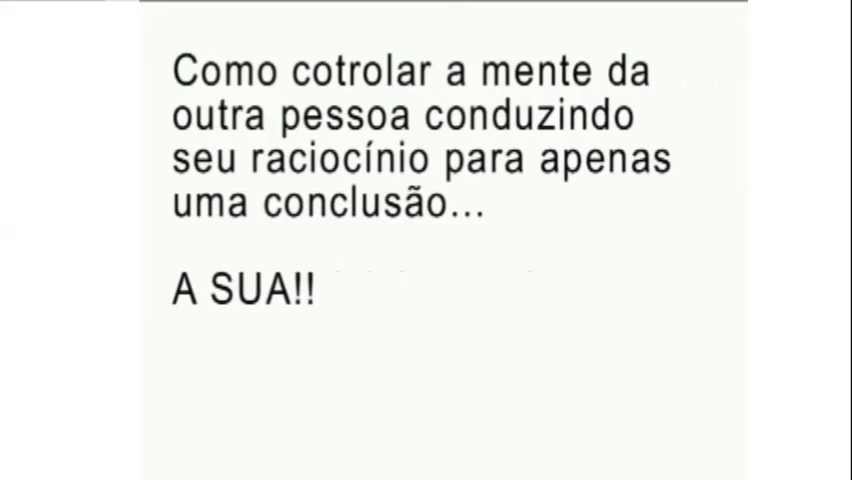 Como cotrolar a mente da
outra pessoa conduzindo
seu raciocínio para apenas
uma conclusão...
A SUA!!